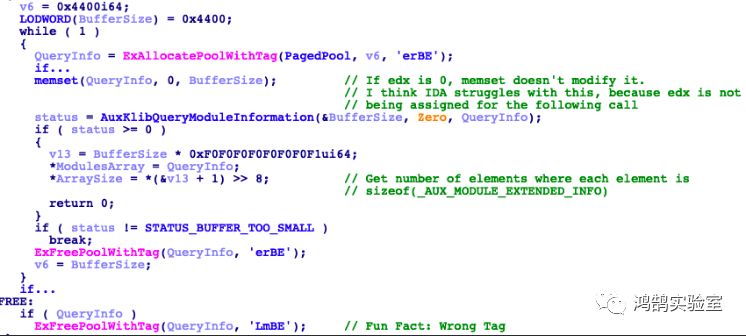 v6 = 0x4400i64;
LODWORD(BufferSize) = 0x4400;
while ( 1 )
{
QueryInfo = ExAllocatePoolWithTag(PagedPool, v6, 'erBE');
if...
memset(QueryInfo, 0, BufferSize); // If edx is 0, memset doesn't modify it.
// I think IDA struggles with this, because edx is not
// being assigned for the following call
status = AuxKlibQueryModuleInformation(&BufferSize, Zero, QueryInfo);
if ( status >= 0 )
{
v13 = BufferSize * 0xF0F0F0F0F0F0F0F1ui64;
*ModulesArray = QueryInfo;
*ArraySize = *(&v13 + 1) >> 8; // Get number of elements where each element is
// sizeof(_AUX_MODULE_EXTENDED_INFO)
return 0;
}
if ( status != STATUS_BUFFER_TOO_SMALL )
break;
ExFreePoolWithTag(QueryInfo, 'erBE');
v6 = BufferSize;
}
if...
FREE:
if ( QueryInfo )
ExFreePoolWithTag(QueryInfo, 'LmBE'); // Fun Fact: Wrong Tag
鸿鹄实验室